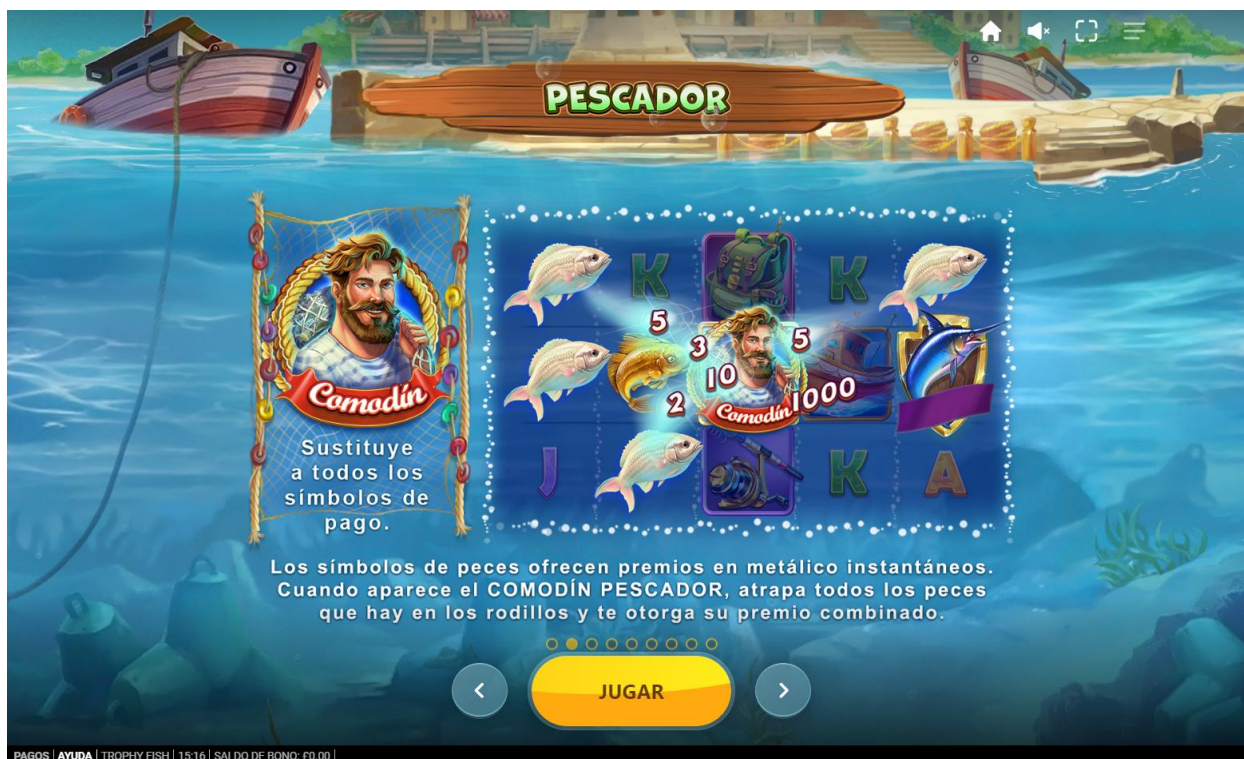 PESCADOR
Comodín
Sustituye
a todos los
símbolos de
pago.
K
K
5
3
5
10
1000
2
Comodín
J
K
A
Los símbolos de peces ofrecen premios en metálico instantáneos.
Cuando aparece el COMODÍN PESCADOR, atrapa todos los peces
que hay en los rodillos y te otorga su premio combinado.
JUGAR
PAGOS | AYUDA | TROPHY FISH | 15:16 | SALDO DE BONO: £0.00 |